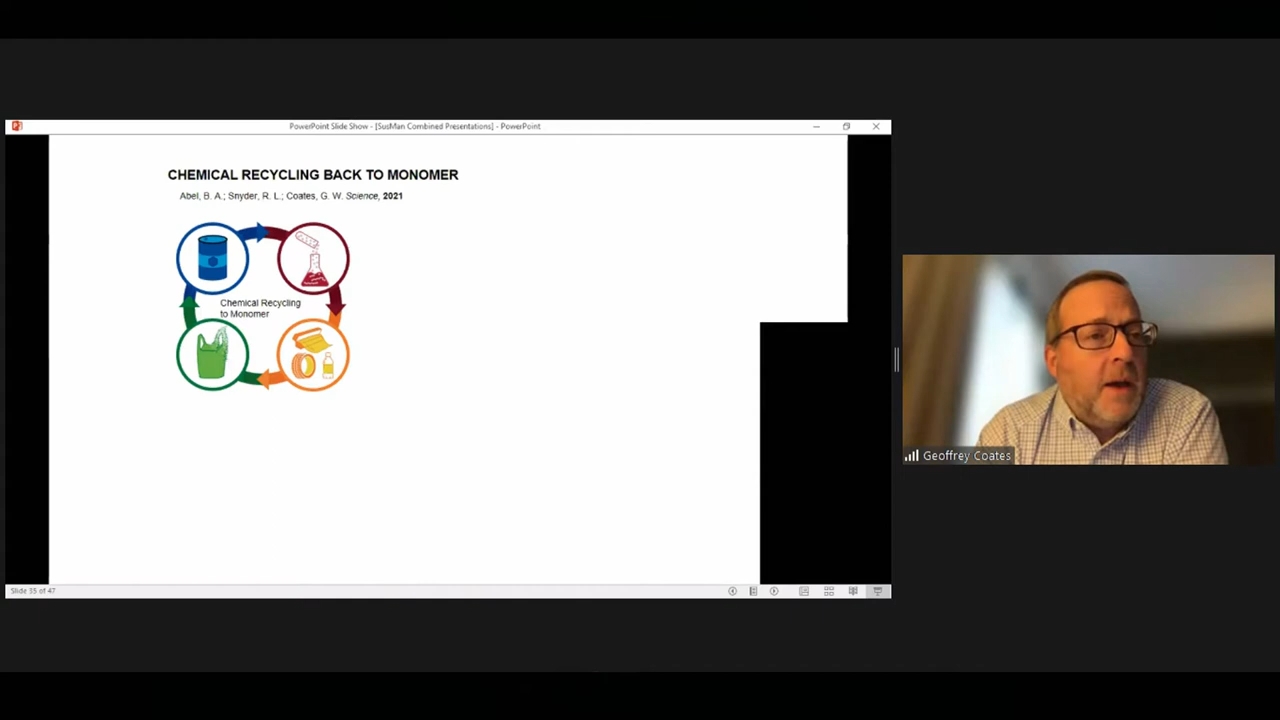 PowerPoint Slide Show - [SusMan Combined Presentations] - PowerPoint
CHEMICAL RECYCLING BACK TO MONOMER
Abel, B. A.; Snyder, R. L.; Coates, G. W. Science, 2021
Chemical Recycling
to Monomer
Geoffrey Coates
Slide 35 of 47